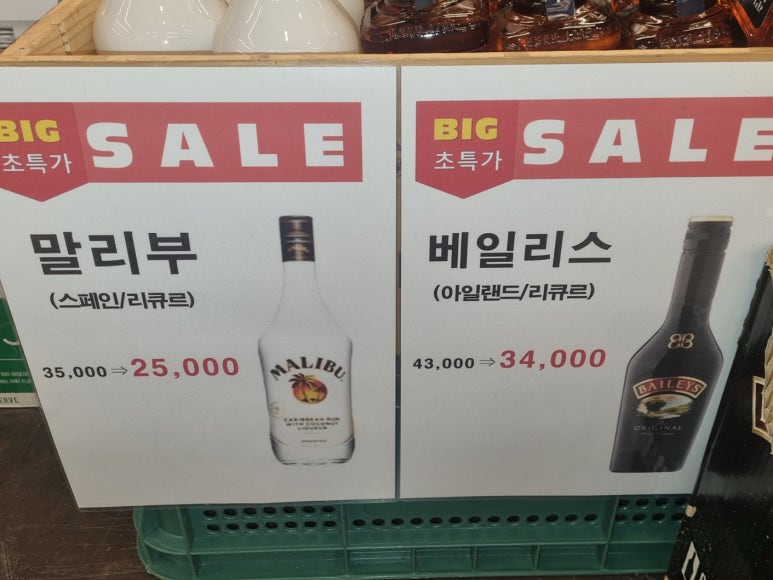 BIG
초특가
SALE
말리부
(스페인/리큐르)
35,000⇒25,000
MALIBU
CARIBBEAN RUM
WITH COCONUT
LIQUEUR
IMPORTED
BIG
초특가
SALE
베일리스
(아일랜드/리큐르)
43,000⇒34,000
BAILEYS
ORIGINAL
ERVE